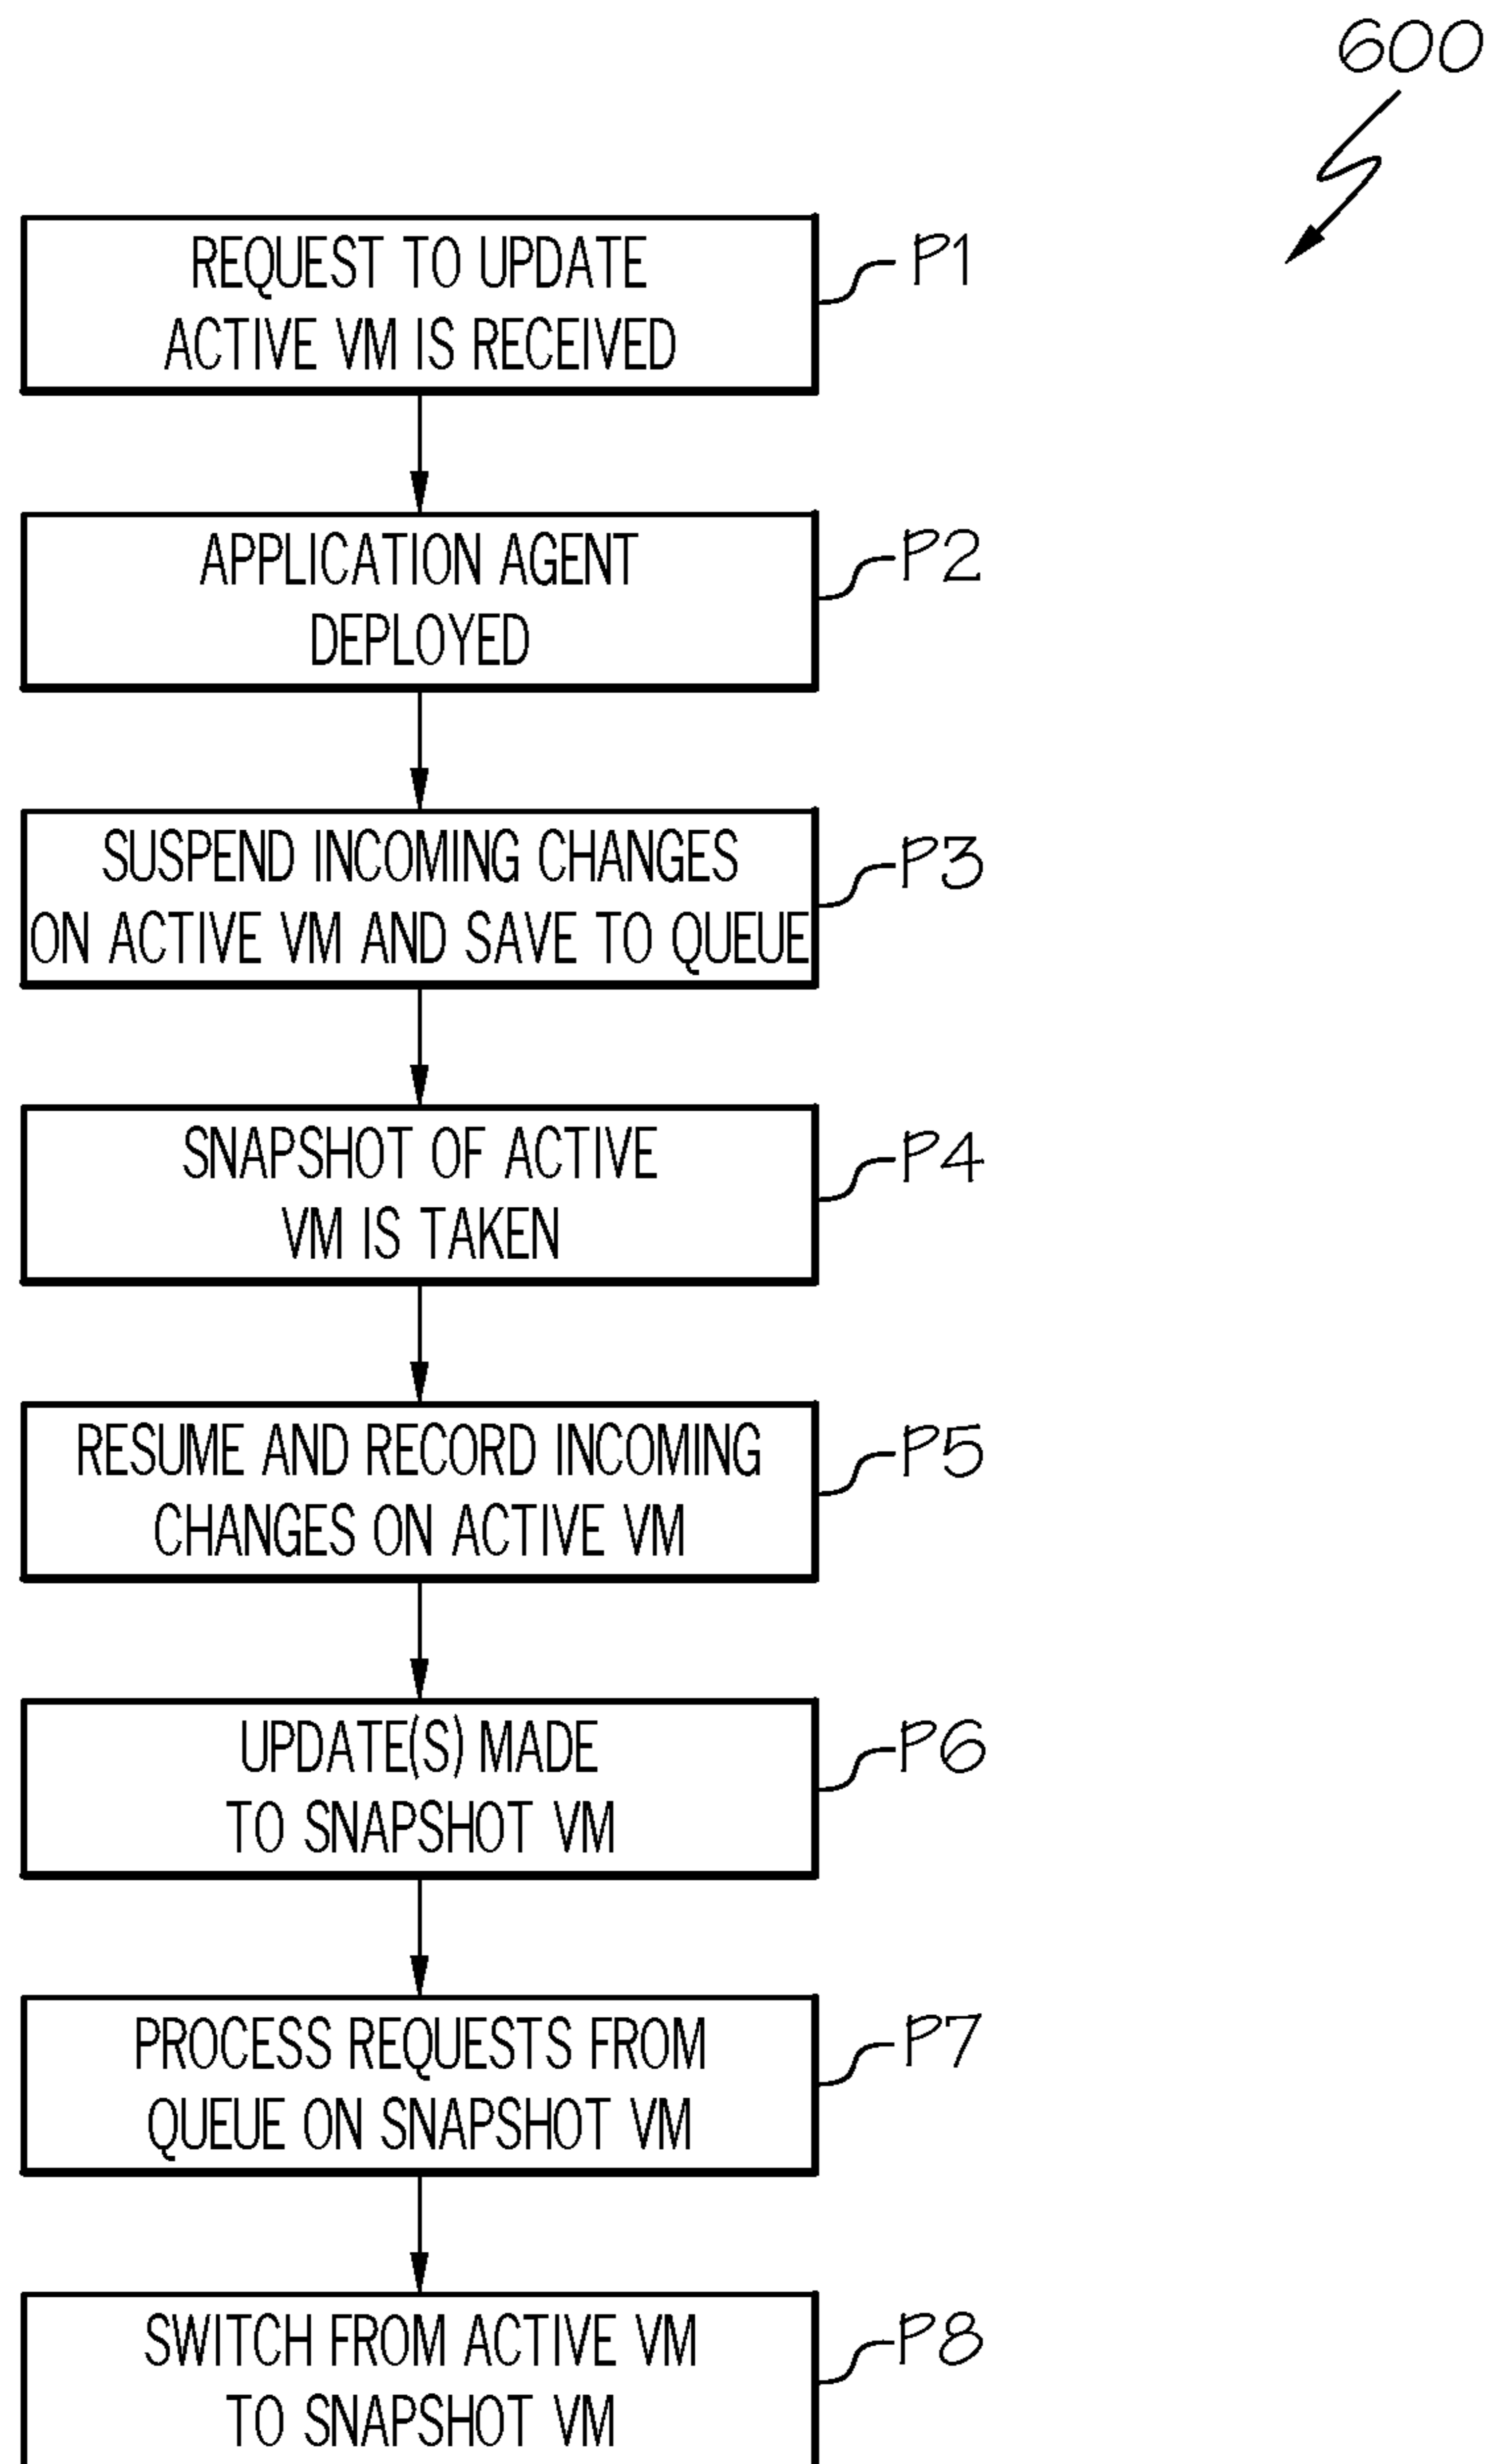 600
REQUEST TO UPDATE
ACTIVE VM IS RECEIVED
P1
APPLICATION AGENT
DEPLOYED
P2
SUSPEND INCOMING CHANGES
ON ACTIVE VM AND SAVE TO QUEUE
P3
SNAPSHOT OF ACTIVE
VM IS TAKEN
P4
RESUME AND RECORD INCOMING
CHANGES ON ACTIVE VM
P5
UPDATE(S) MADE
TO SNAPSHOT VM
P6
PROCESS REQUESTS FROM
QUEUE ON SNAPSHOT VM
P7
SWITCH FROM ACTIVE VM
TO SNAPSHOT VM
P8